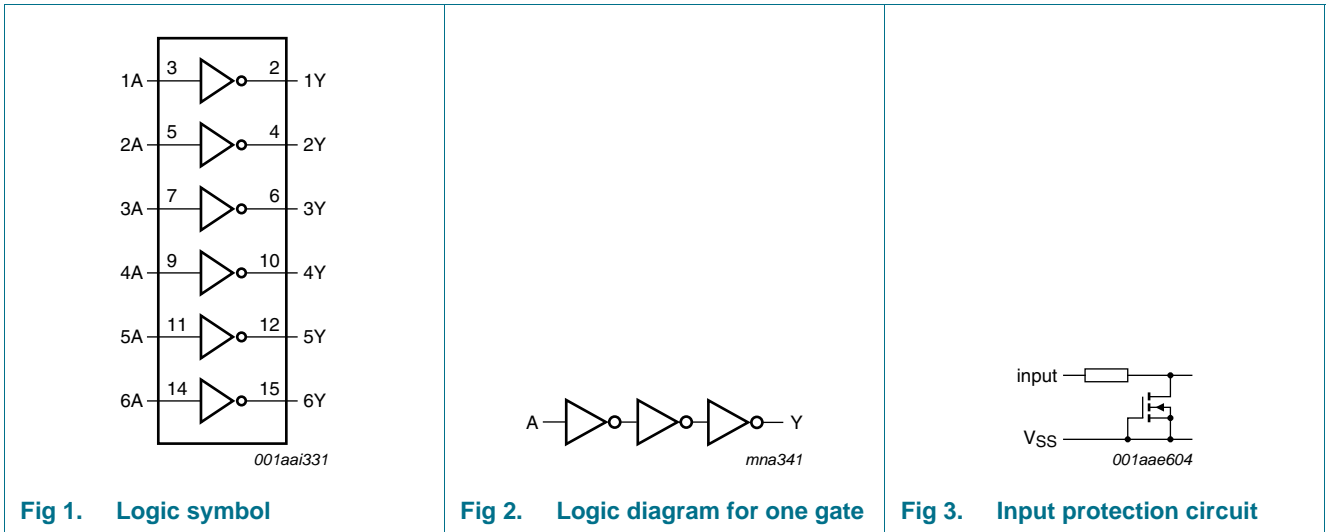 1A 3 2 1Y
2A 5 4 2Y
3A 7 6 3Y
4A 9 10 4Y
5A 11 12 5Y
6A 14 15 6Y
001aai331
Fig 1. Logic symbol
A Y
mna341
Fig 2. Logic diagram for one gate
input
VSS
001aae604
Fig 3. Input protection circuit